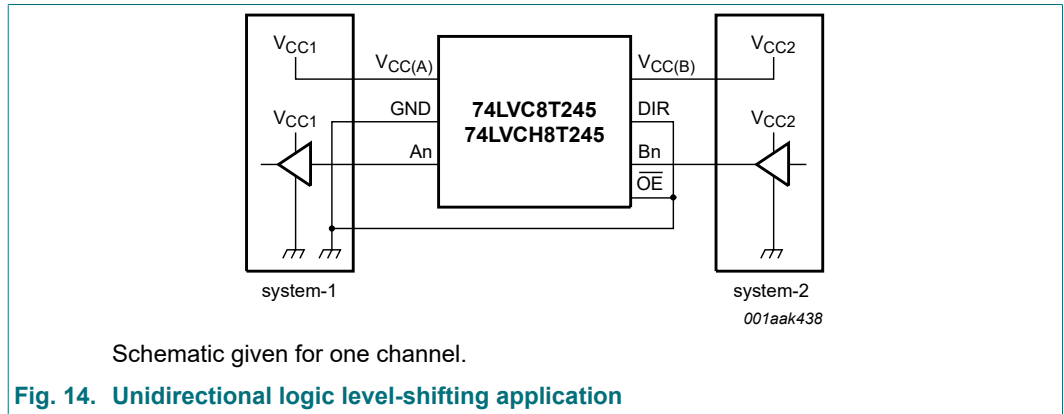 VCC1
VCC2
VCC(A)
VCC(B)
GND
74LVC8T245
74LVCH8T245
DIR
VCC1
VCC2
An
Bn
OE
system-1
system-2
001aak438
Schematic given for one channel.
Fig. 14. Unidirectional logic level-shifting application